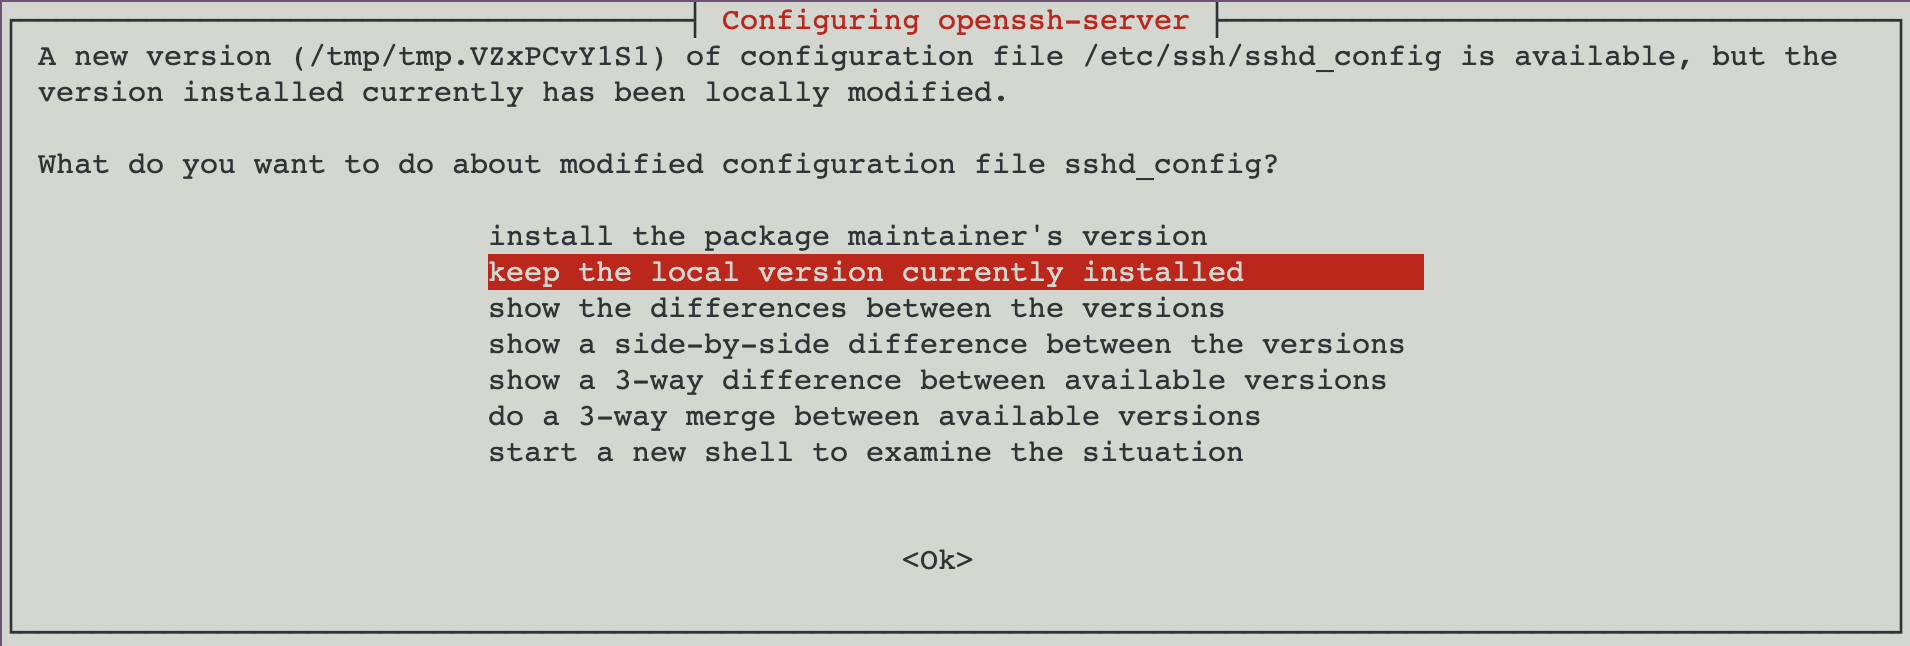 Configuring openssh-server
A new version (/tmp/tmp.VZxPCvY1S1) of configuration file /etc/ssh/sshd_config is available, but the
version installed currently has been locally modified.
What do you want to do about modified configuration file sshd_config?
install the package maintainer's version
keep the local version currently installed
show the differences between the versions
show a side-by-side difference between the versions
show a 3-way difference between available versions
do a 3-way merge between available versions
start a new shell to examine the situation
<Ok>